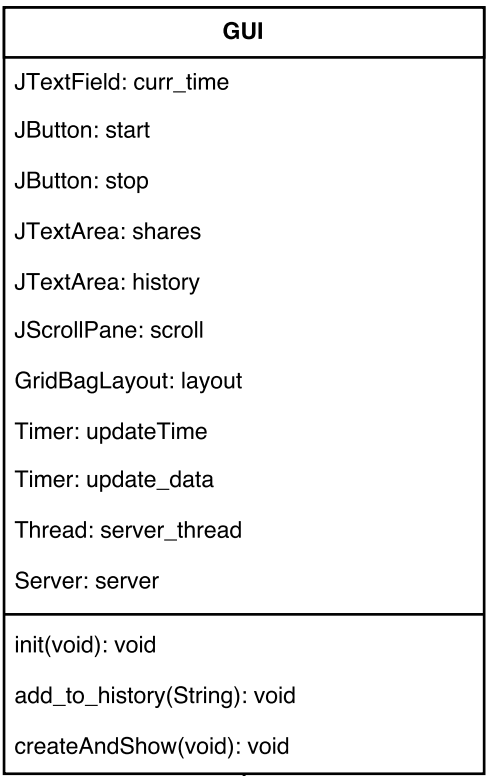 GUI
JTextField: curr_time
JButton: start
JButton: stop
JTextArea: shares
JTextArea: history
JScrollPane: scroll
GridBagLayout: layout
Timer: updateTime
Timer: update_data
Thread: server_thread
Server: server
init(void): void
add_to_history(String): void
createAndShow(void): void